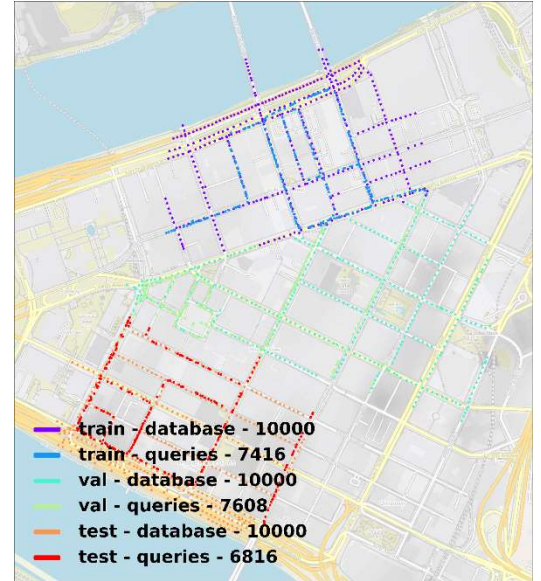 train - database - 10000
train - queries - 7416
val - database - 10000
val - queries - 7608
test - database - 10000
test - queries - 6816